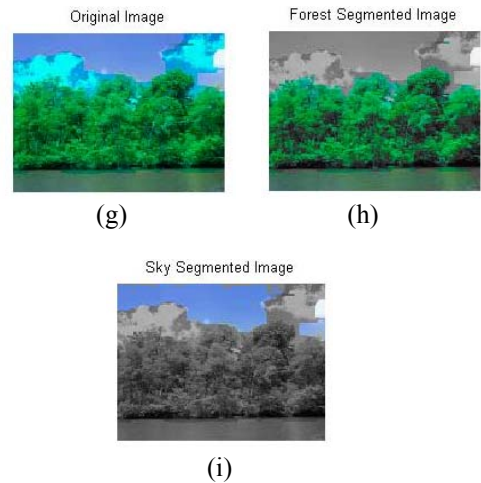 Original Image
Forest Segmented Image
(g)
(h)
Sky Segmented Image
(i)